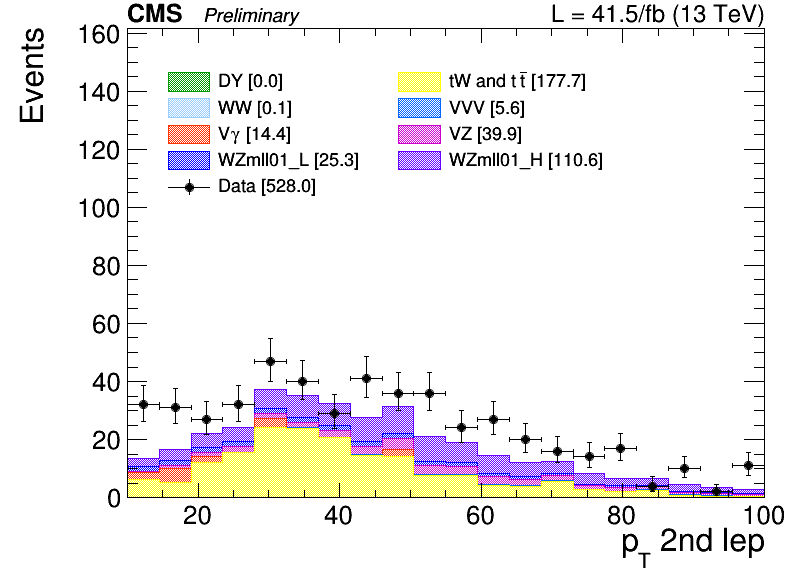 CMS Preliminary L = 41.5/fb (13 TeV)
Events
160
140
120
100
80
60
40
20
0
DY [0.0]
tW and tt̅ [177.7]
WW [0.1]
VVV [5.6]
Vγ [14.4]
VZ [39.9]
WZmll01_L [25.3]
WZmll01_H [110.6]
Data [528.0]
20 40 60 80 100
p_T 2nd lep